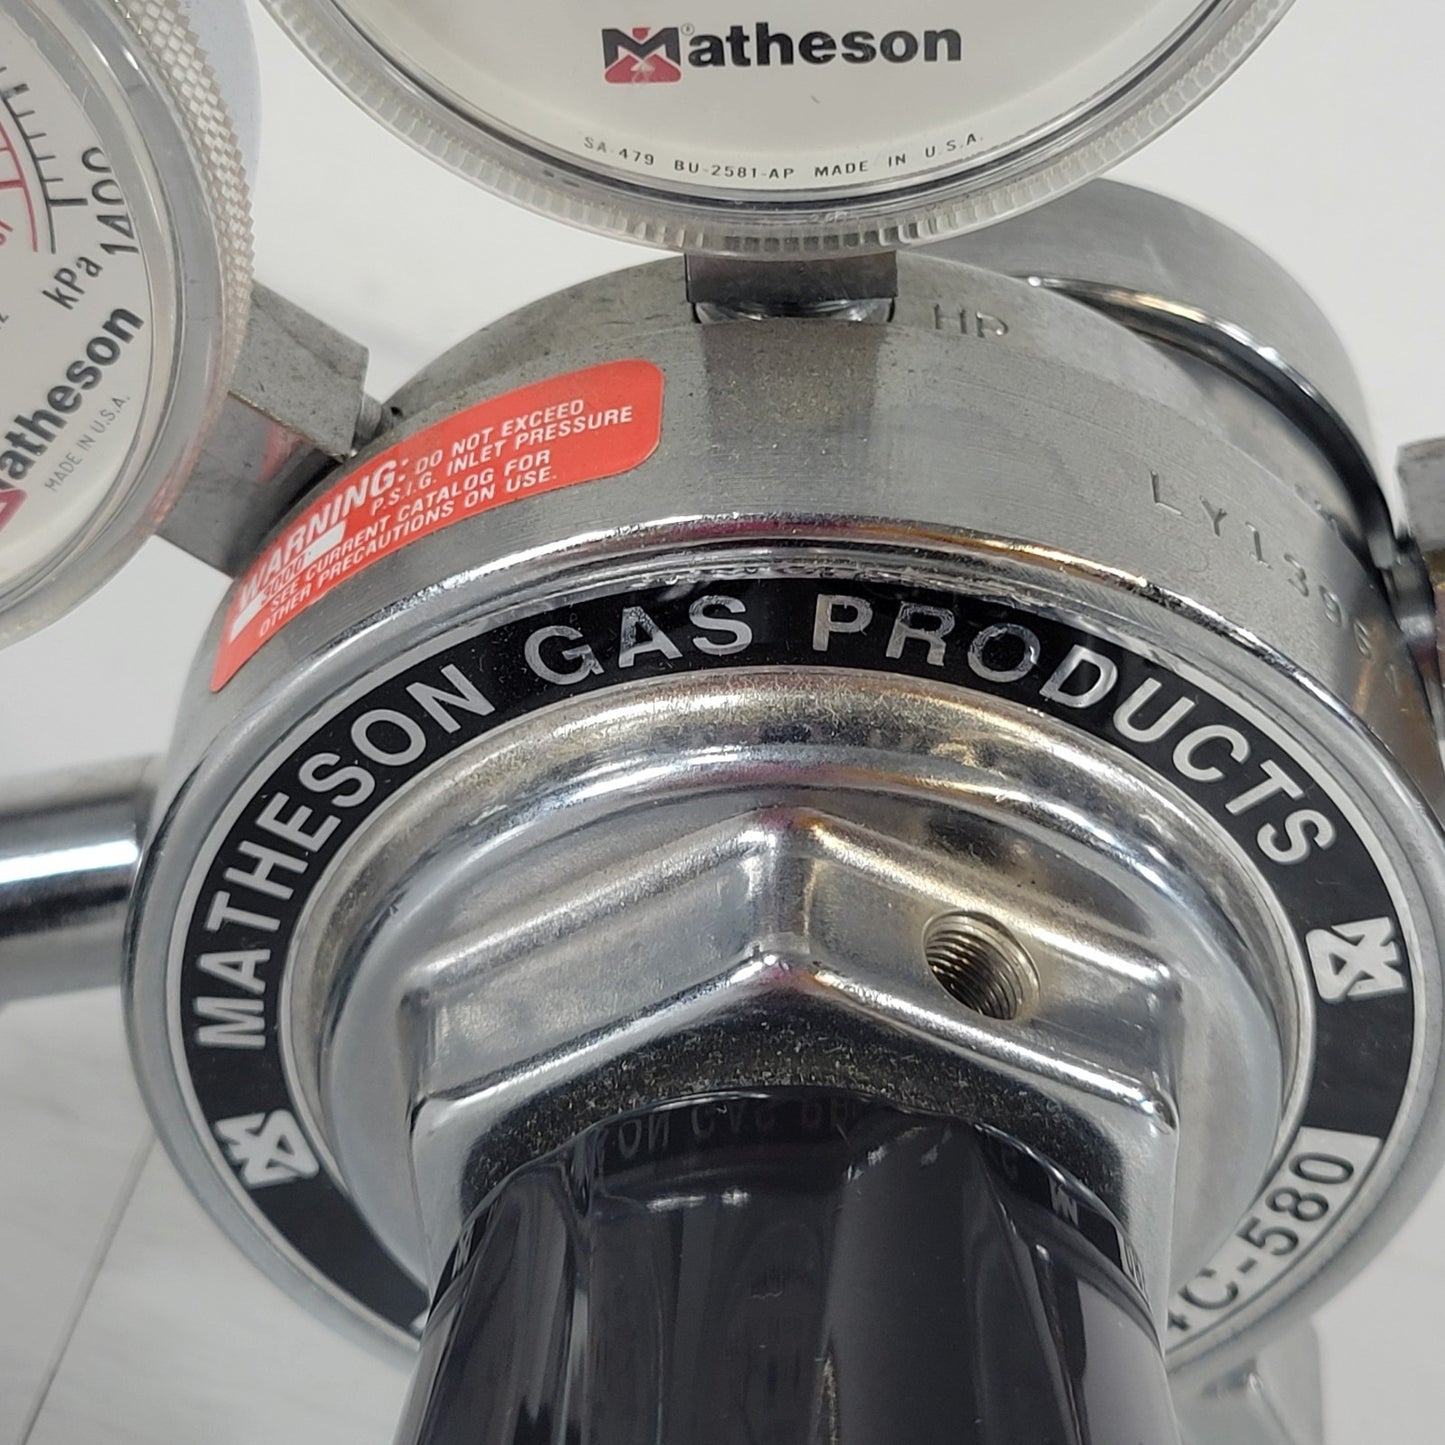 Matheson
SA-479 BU-2581-AP MADE IN U.S.A.
1400
kPa
Matheson
MADE IN U.S.A.
HP
WARNING: DO NOT EXCEED
3000 P.S.I.G. INLET PRESSURE
SEE CURRENT CATALOG FOR
OTHER PRECAUTIONS ON USE.
MATHESON GAS PRODUCTS
C-580